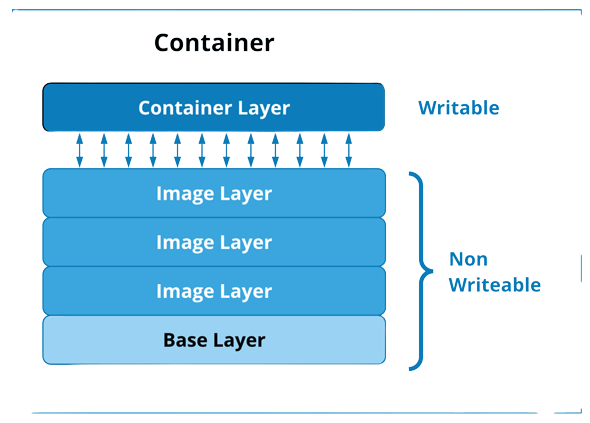 Container
Container Layer
Writable
Image Layer
Image Layer
Image Layer
Base Layer
Non
Writeable